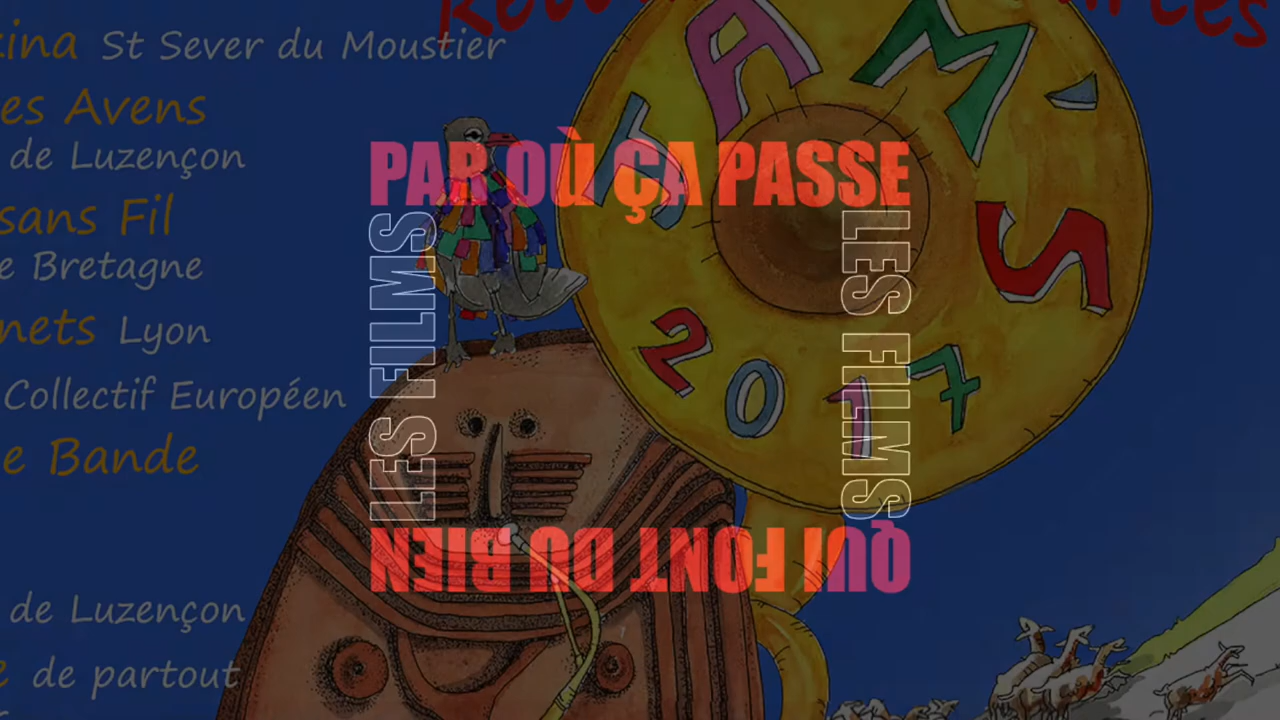 St Sever du Moustier
es Avens
de Luzençon
sans Fil
e Bretagne
nets Lyon
Collectif Européen
e Bande
de Luzençon
de partout
TAM'S
2017
PAR OÙ ÇA PASSE
LES FILMS
QUI FONT DU BIEN
LES FILMS